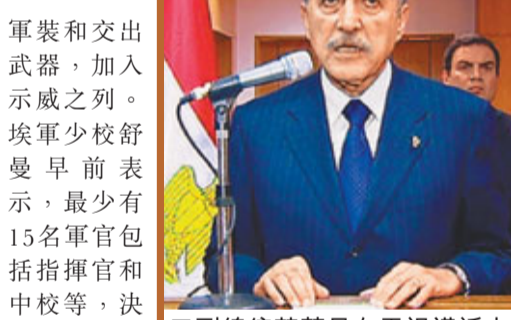 軍裝和交出
武器，加入
示威之列。
埃軍少校舒
曼早前表
示，最少有
15名軍官包
括指揮官和
中校等，決